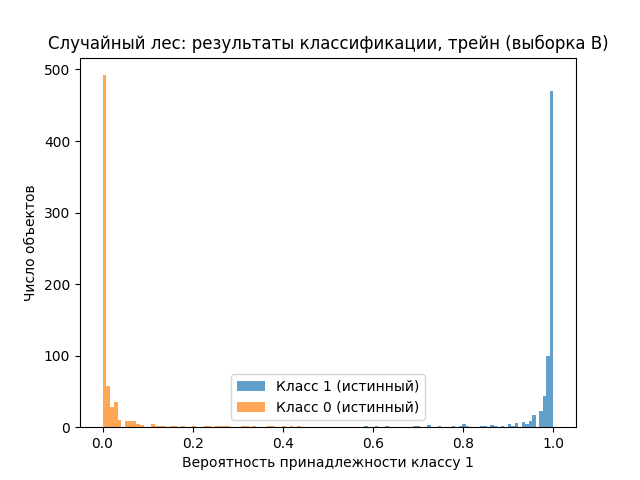 Случайный лес: результаты классификации, трейн (выборка B)
Число объектов
500
400
300
200
100
0
Класс 1 (истинный)
Класс 0 (истинный)
0.0 0.2 0.4 0.6 0.8 1.0
Вероятность принадлежности классу 1